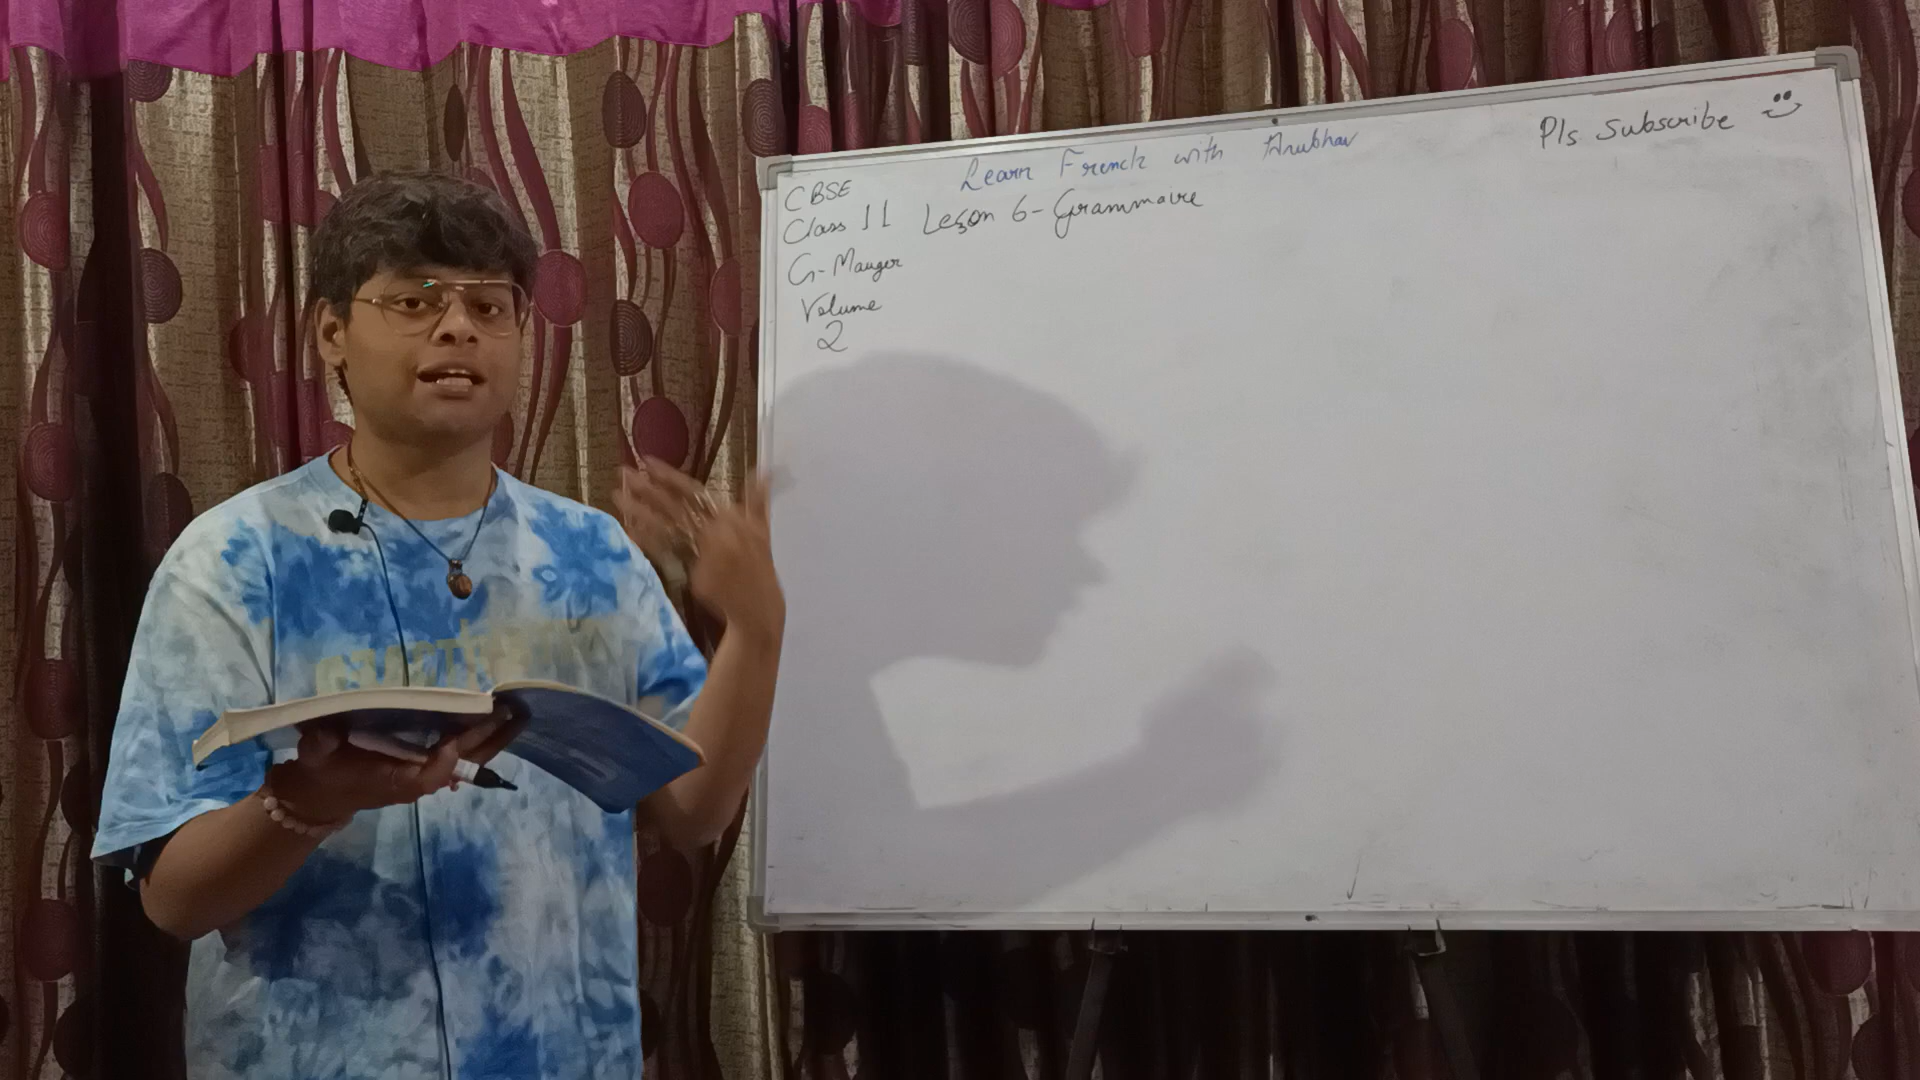 Learn French with Anubhav
Pls Subscribe
CBSE
Class 11 Leçon 6 - Grammaire
G-Mauger
Volume
2